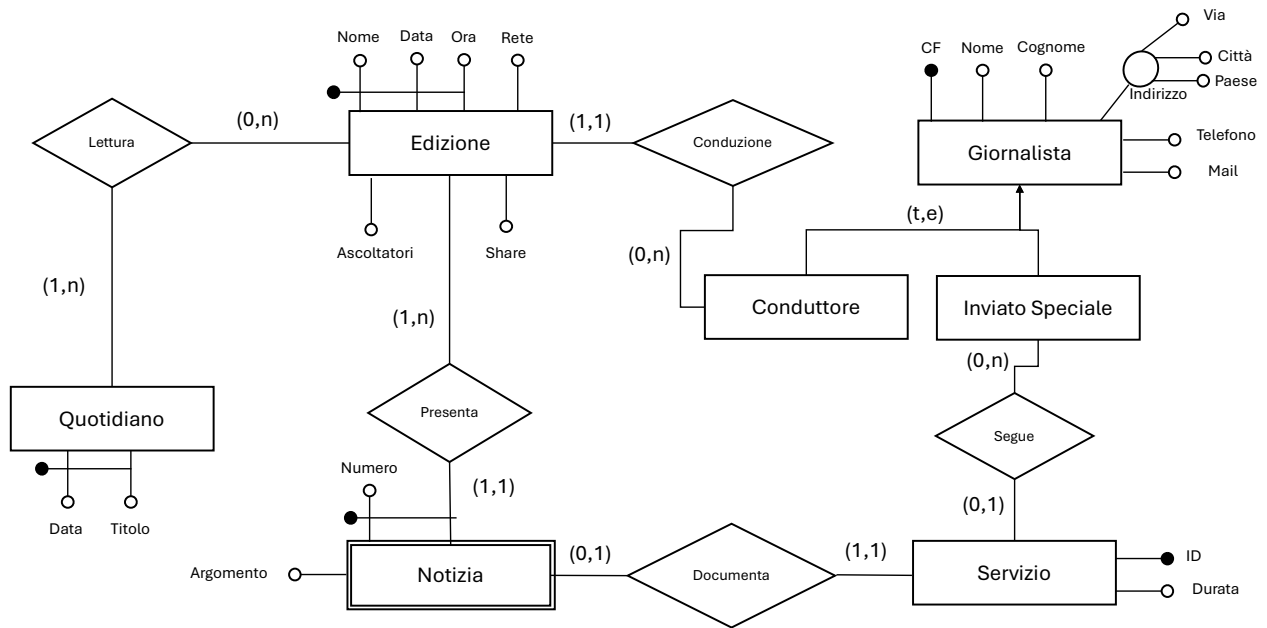 Nome
Data
Ora
Rete
CF
Nome
Cognome
Via
Città
Paese
Indirizzo
Lettura
(0,n)
Edizione
(1,1)
Conduzione
Giornalista
Telefono
Mail
Ascoltatori
Share
(t,e)
(0,n)
(1,n)
(1,n)
Conduttore
Inviato Speciale
(0,n)
Quotidiano
Presenta
Segue
Numero
(1,1)
(0,1)
Data
Titolo
Argomento
Notizia
(0,1)
Documenta
(1,1)
Servizio
ID
Durata